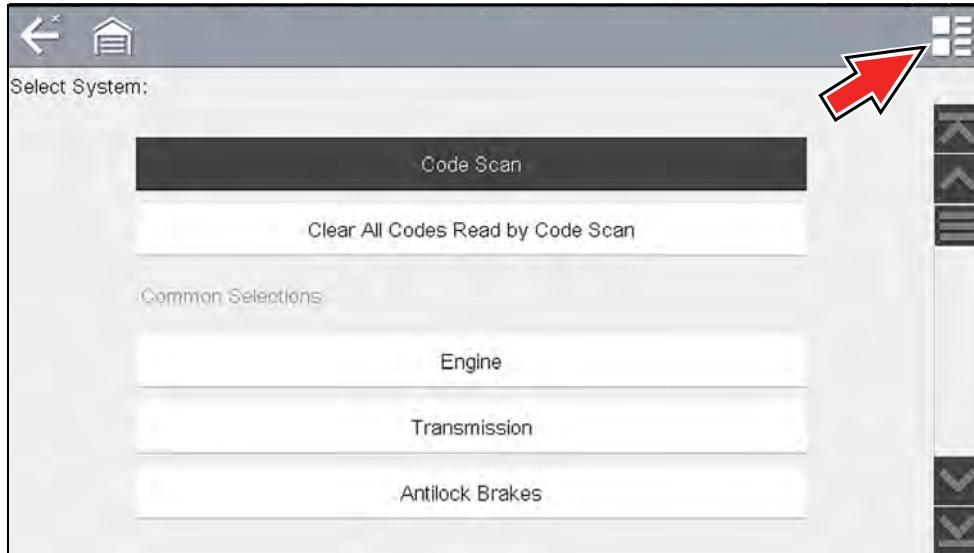 Select System:
Code Scan
Clear All Codes Read by Code Scan
Common Selections
Engine
Transmission
Antilock Brakes